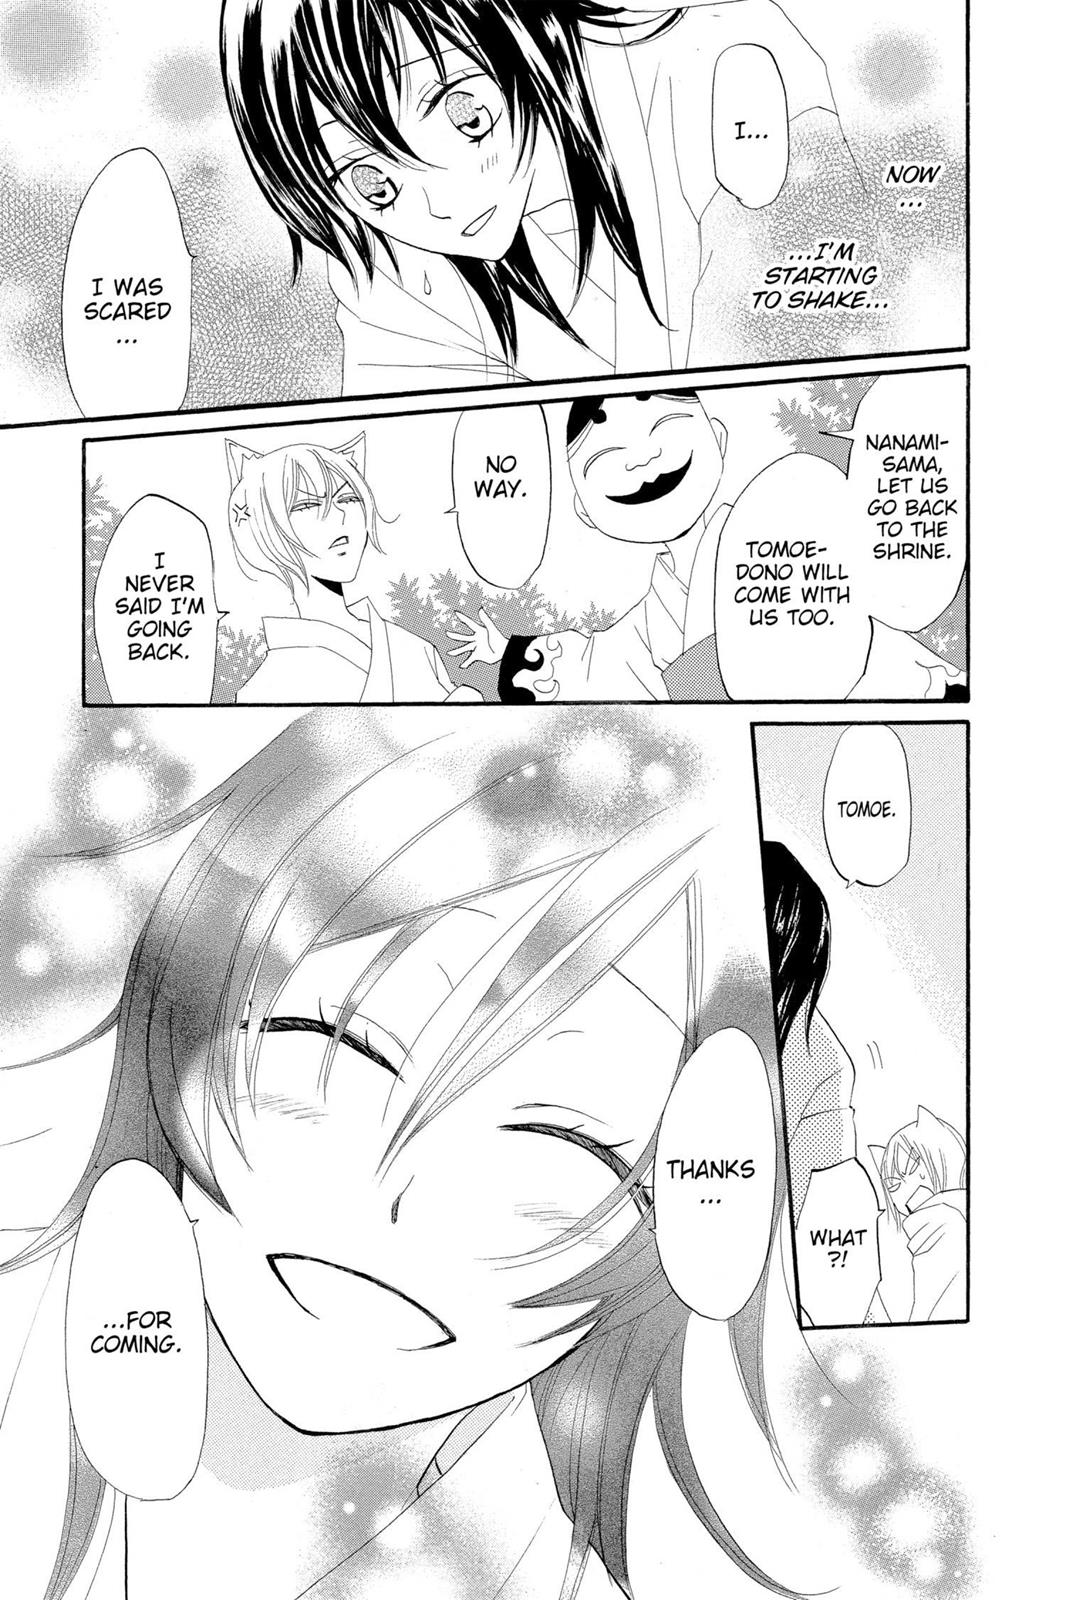 I...
NOW
...
...I'M
STARTING
TO SHAKE...
I WAS
SCARED
...
NANAMI-
SAMA,
LET US
GO BACK
TO THE
SHRINE.
TOMOE-
DONO WILL
COME WITH
US TOO.
NO
WAY.
I
NEVER
SAID I'M
GOING
BACK.
TOMOE.
WHAT
?!
THANKS
...
...FOR
COMING.